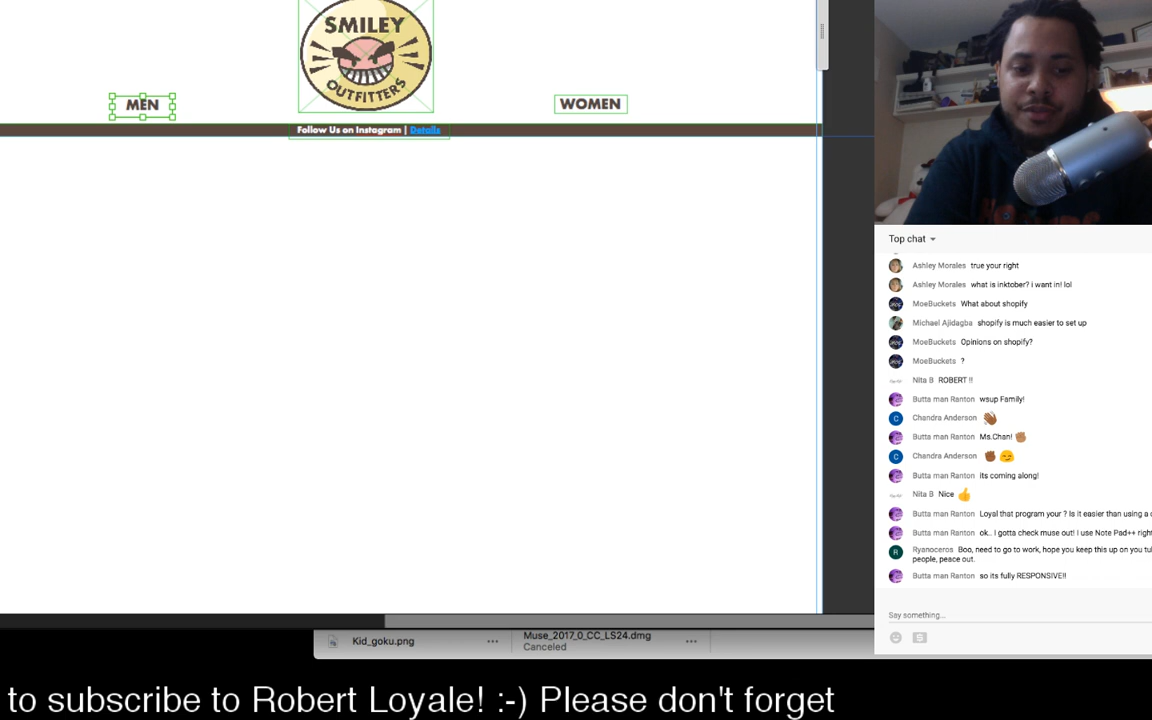 SMILEY
OUTFITTERS
MEN
WOMEN
Follow Us on Instagram | Details
Top chat
Ashley Morales true your right
Ashley Morales what is inktober? i want in! lol
MoeBuckets What about shopify
Michael Ajidagba shopify is much easier to set up
MoeBuckets Opinions on shopify?
MoeBuckets ?
Nita B ROBERT !!
Butta man Ranton wsup Family!
Chandra Anderson
Butta man Ranton Ms.Chan!
Chandra Anderson
Butta man Ranton its coming along!
Nita B Nice
Butta man Ranton Loyal that program your ? Is it easier than using a
Butta man Ranton ok.. I gotta check muse out! I use Note Pad++ right
Ryanoceros Boo, need to go to work, hope you keep this up on you
people, peace out.
Butta man Ranton so its fully RESPONSIVE!!
Say something...
Kid_goku.png
Muse_2017_0_CC_LS24.dmg
Canceled
to subscribe to Robert Loyale! :-) Please don't forget